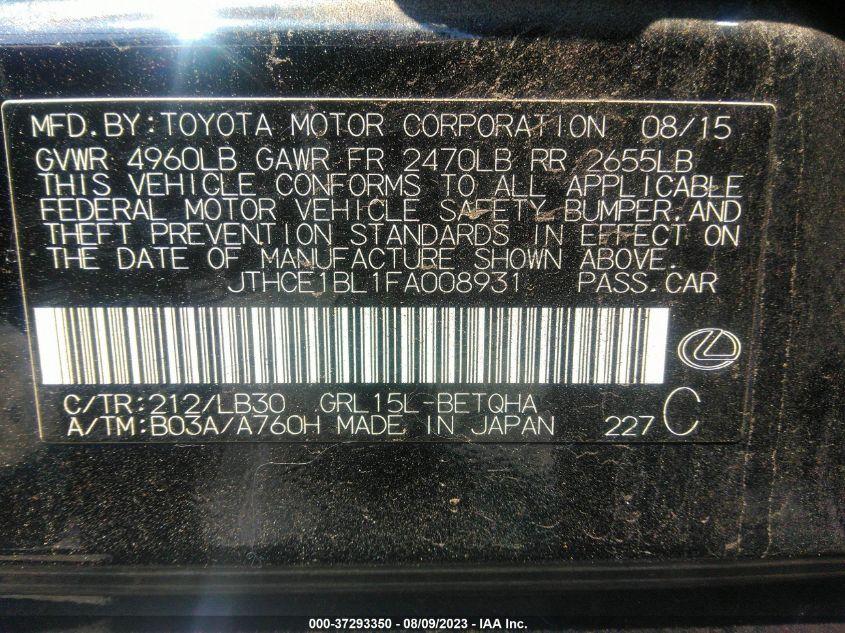 MFD.BY:TOYOTA MOTOR CORPORATION 08/15
GVWR 4960LB GAWR FR 2470LB RR 2655LB
THIS VEHICLE CONFORMS TO ALL APPLICABLE
FEDERAL MOTOR VEHICLE SAFETY, BUMPER, AND
THEFT PREVENTION STANDARDS IN EFFECT ON
THE DATE OF MANUFACTURE SHOWN ABOVE.
JTHCE1BL1FA008931 PASS.CAR
C/TR:212/LB30 GRL15L-BETQHA
A/TM:B03A/A760H MADE IN JAPAN 227 C
000-37293350 - 08/09/2023 - IAA Inc.